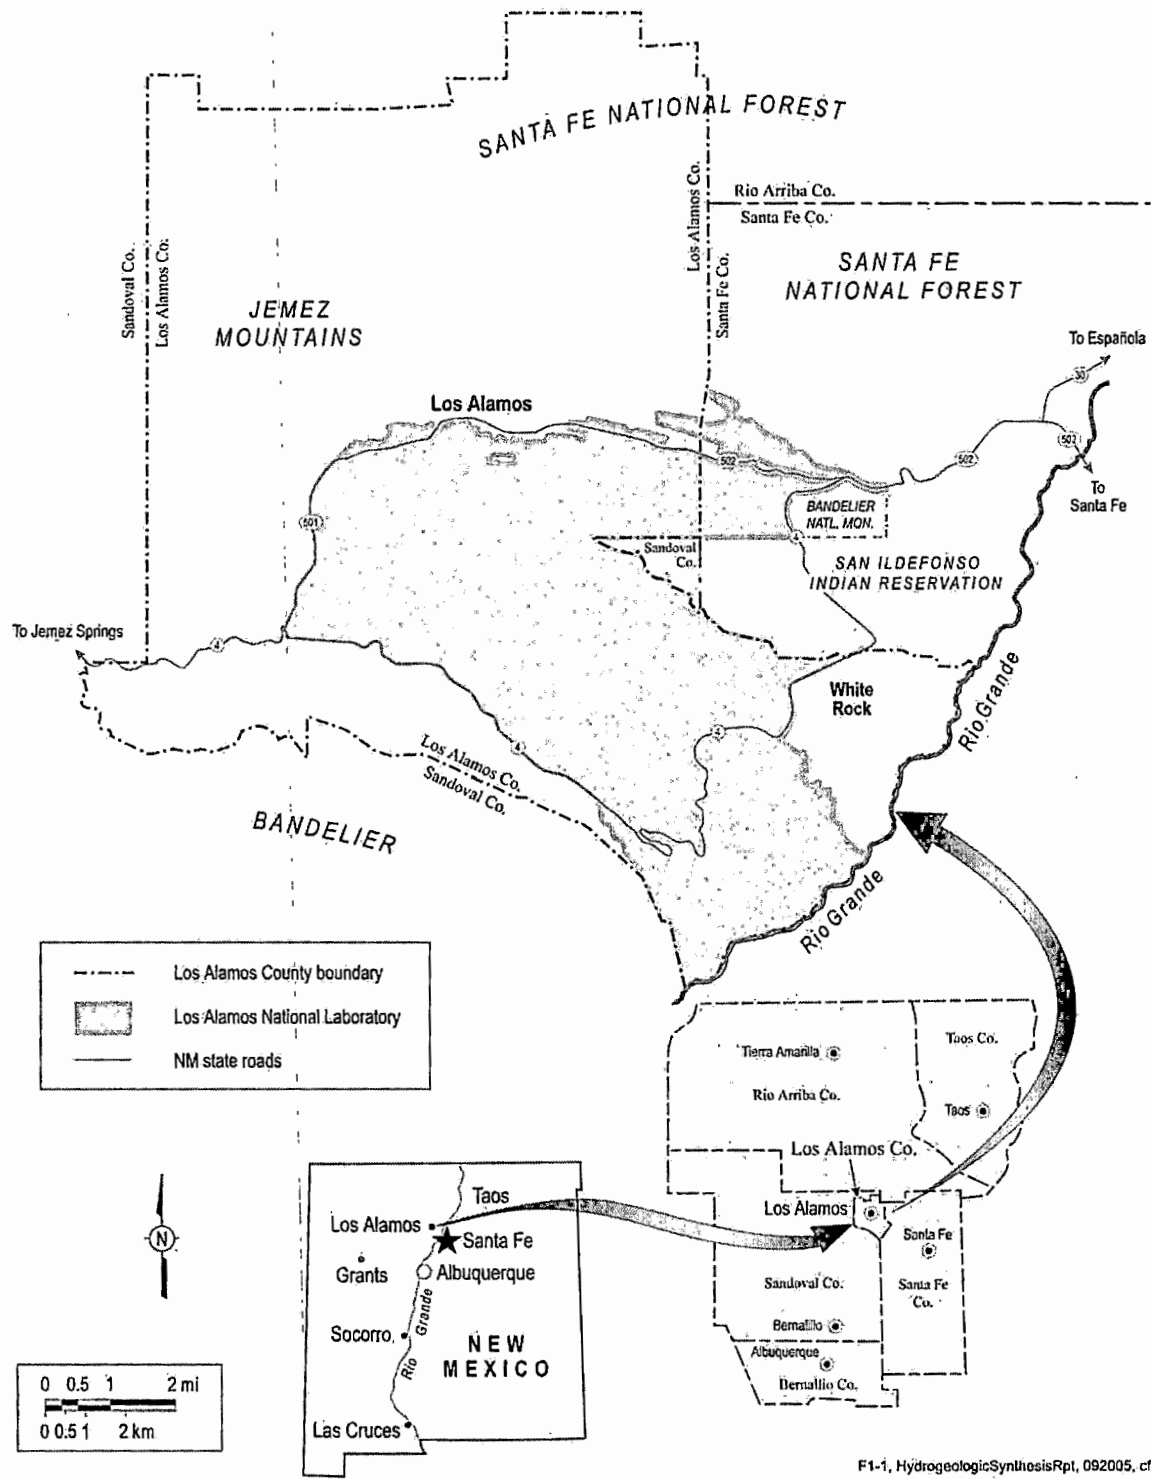 SANTA FE NATIONAL FOREST
Los Alamos Co.
Rio Arriba Co.
Santa Fe Co.
Sandoval Co.
Los Alamos Co.
Santa Fe Co.
SANTA FE
NATIONAL FOREST
JEMEZ
MOUNTAINS
To Española
30
Los Alamos
502
502
502
To
Santa Fe
501
BANDELIER
NATL. MON.
4
Sandoval
Co.
SAN ILDEFONSO
INDIAN RESERVATION
To Jemez Springs
4
White
Rock
Rio Grande
4
4
Los Alamos Co.
Sandoval Co.
BANDELIER
Rio Grande
Los Alamos County boundary
Los Alamos National Laboratory
NM state roads
Taos Co.
Tierra Amarilla
Rio Arriba Co.
Taos
Los Alamos Co.
Los Alamos
Santa Fe
Sandoval Co.
Santa Fe
Co.
Bernalillo
Albuquerque
Bernalillo Co.
Taos
Los Alamos
Santa Fe
Grants
Albuquerque
Rio Grande
Socorro
NEW
MEXICO
Las Cruces
N
0 0.5 1 2 mi
0 0.5 1 2 km
F1-1, HydrogeologicSynthesisRpt, 092005, cf